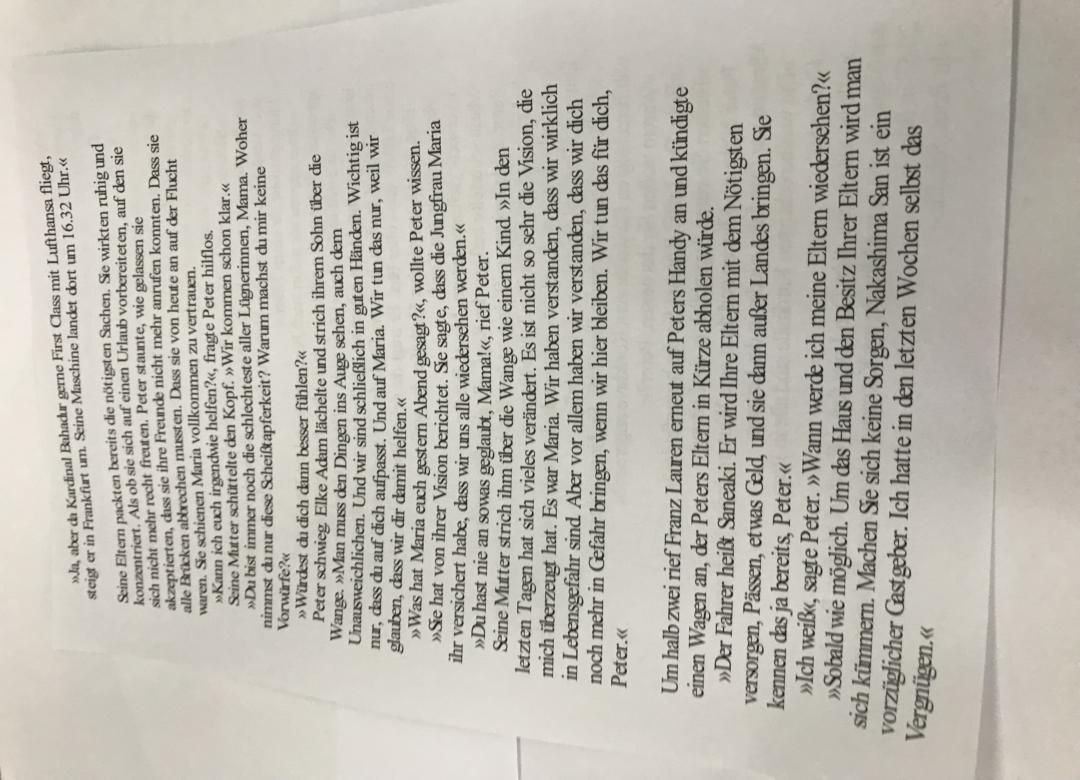 »Ja, aber da Kardinal Bahadur gerne First Class mit Lufthansa fliegt,
steigt er in Frankfurt um. Seine Maschine landet dort um 16.32 Uhr.«
Seine Eltern packten bereits die nötigsten Sachen. Sie wirkten ruhig und
konzentriert. Als ob sie sich auf einen Urlaub vorbereiteten, auf den sie
sich nicht mehr recht freuten. Peter staunte, wie gelassen sie
akzeptierten, dass sie ihre Freunde nicht mehr anrufen konnten. Dass sie
alle Brücken abbrechen mussten. Dass sie von heute an auf der Flucht
waren. Sie schienen Maria vollkommen zu vertrauen.
»Kann ich euch irgendwie helfen?«, fragte Peter hilflos.
Seine Mutter schüttelte den Kopf. »Wir kommen schon klar.«
»Du bist immer noch die schlechteste aller Lügnerinnen, Mama. Woher
nimmst du nur diese Scheißtapferkeit? Warum machst du mir keine
Vorwürfe?«
»Würdest du dich dann besser fühlen?«
Peter schwieg. Elke Adam lächelte und strich ihrem Sohn über die
Wange. »Man muss den Dingen ins Auge sehen, auch dem
Unausweichlichen. Und wir sind schließlich in guten Händen. Wichtig ist
nur, dass du auf dich aufpasst. Und auf Maria. Wir tun das nur, weil wir
glauben, dass wir dir damit helfen.«
»Was hat Maria euch gestern Abend gesagt?«, wollte Peter wissen.
»Sie hat von ihrer Vision berichtet. Sie sage, dass die Jungfrau Maria
ihr versichert habe, dass wir uns alle wiedersehen werden.«
»Du hast nie an sowas geglaubt, Mama!«, rief Peter.
Seine Mutter strich ihm über die Wange wie einem Kind. »In den
letzten Tagen hat sich vieles verändert. Es ist nicht so sehr die Vision, die
mich überzeugt hat. Es war Maria. Wir haben verstanden, dass wir wirklich
in Lebensgefahr sind. Aber vor allem haben wir verstanden, dass wir dich
noch mehr in Gefahr bringen, wenn wir hier bleiben. Wir tun das für dich,
Peter.«
Um halb zwei rief Franz Lauren erneut auf Peters Handy an und kündigte
einen Wagen an, der Peters Eltern in Kürze abholen würde.
»Der Fahrer heißt Saneaki. Er wird Ihre Eltern mit dem Nötigsten
versorgen, Pässen, etwas Geld, und sie dann außer Landes bringen. Sie
kennen das ja bereits, Peter.«
»Ich weiß«, sagte Peter. »Wann werde ich meine Eltern wiedersehen?«
»Sobald wie möglich. Um das Haus und den Besitz Ihrer Eltern wird man
sich kümmern. Machen Sie sich keine Sorgen, Nakashima San ist ein
vorzüglicher Gastgeber. Ich hatte in den letzten Wochen selbst das
Vergnügen.«